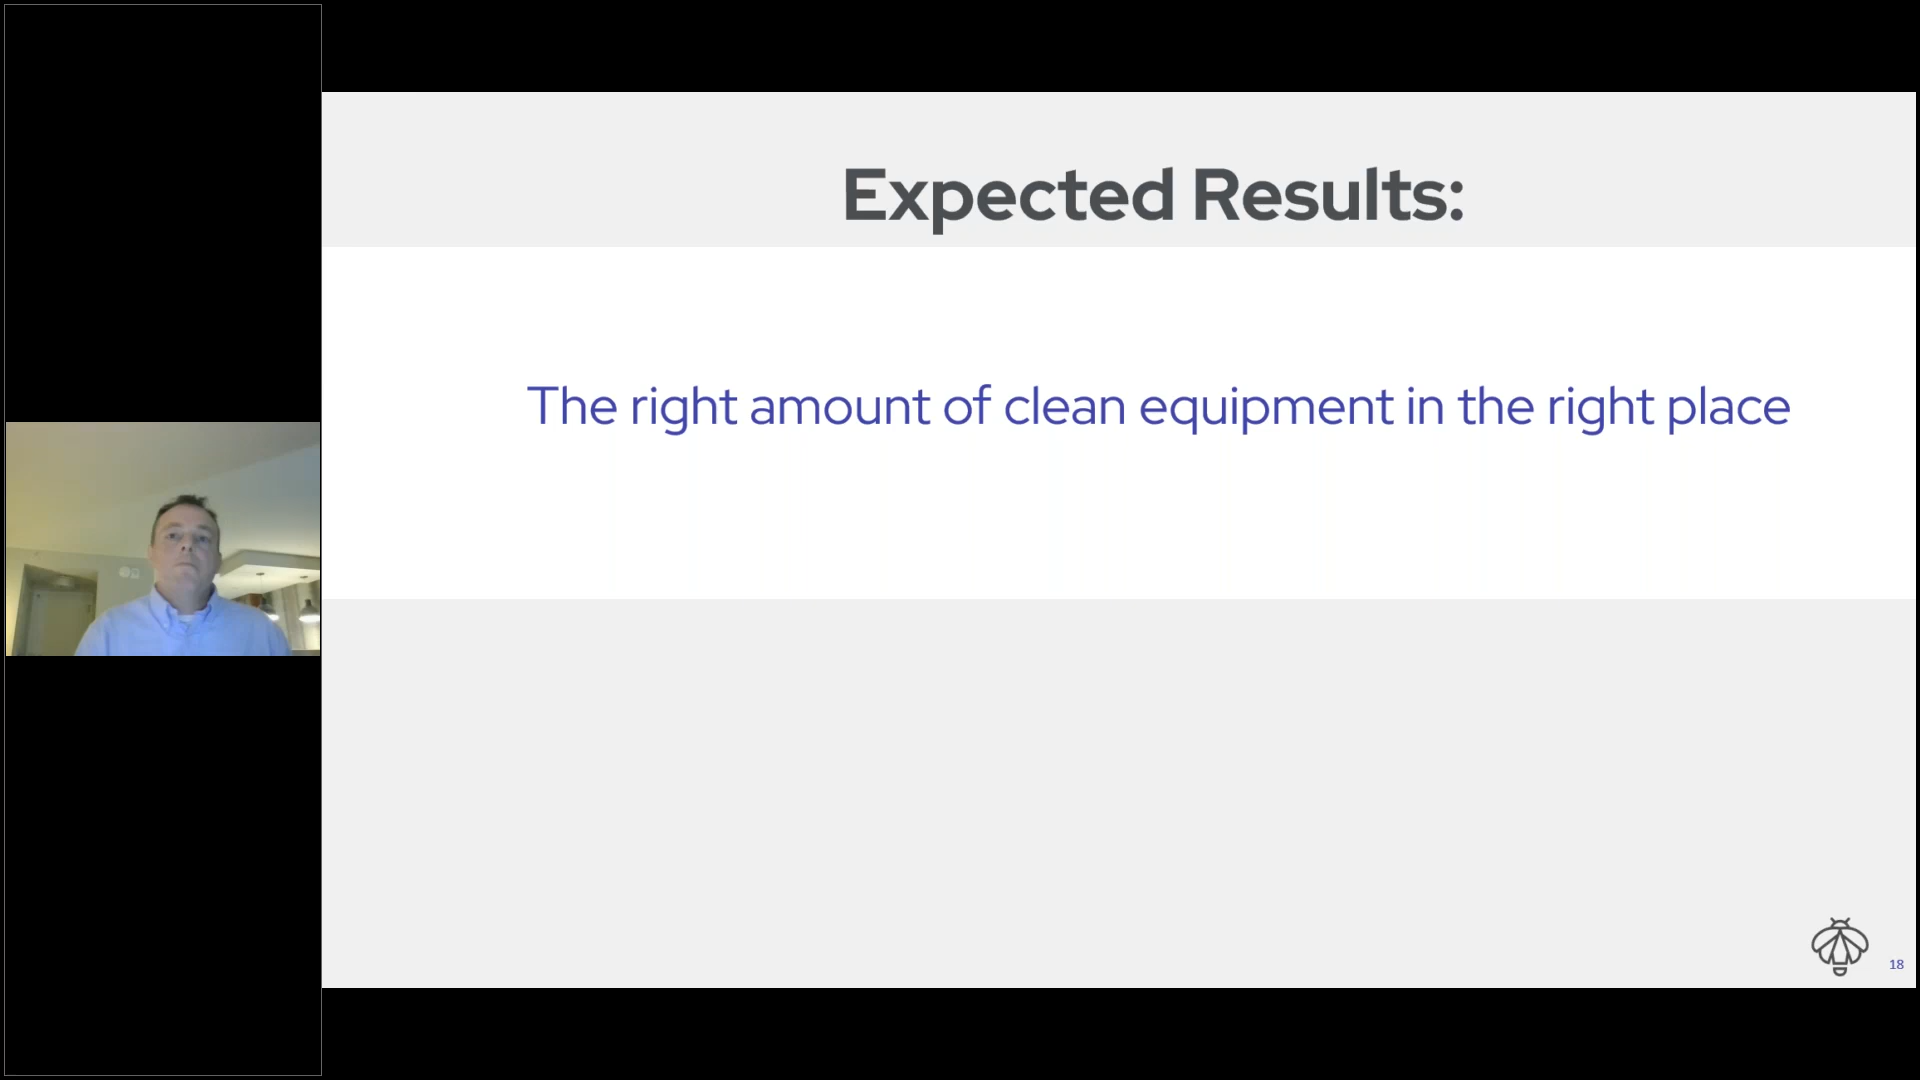 Expected Results:
The right amount of clean equipment in the right place
18